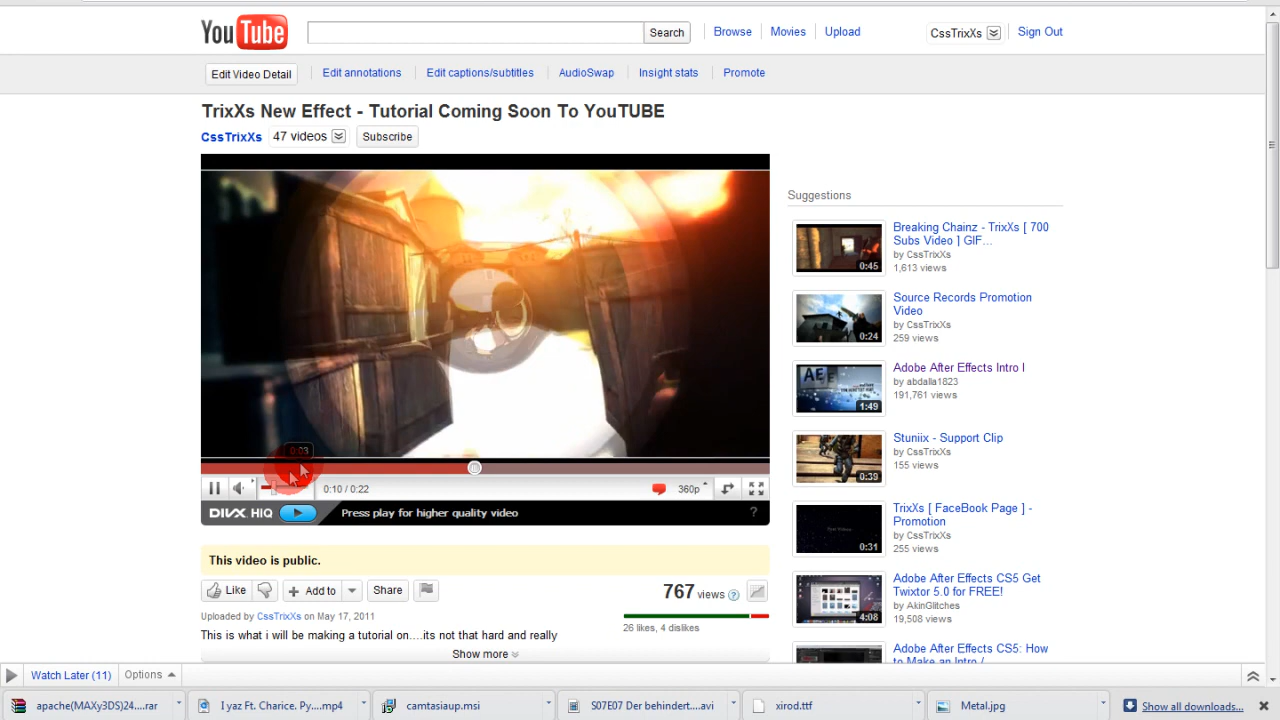 YouTube
Search
Browse
Movies
Upload
CssTrixXs
Sign Out
Edit Video Detail
Edit annotations
Edit captions/subtitles
AudioSwap
Insight stats
Promote
TrixXs New Effect - Tutorial Coming Soon To YouTUBE
CssTrixXs
47 videos
Subscribe
0:03
0:10 / 0:22
360p
DIVX HiQ
Press play for higher quality video
?
This video is public.
Like
Add to
Share
767 views ?
Uploaded by CssTrixXs on May 17, 2011
26 likes, 4 dislikes
This is what i will be making a tutorial on....its not that hard and really
Show more
Suggestions
0:45
Breaking Chainz - TrixXs [ 700
Subs Video ] GIF...
by CssTrixXs
1,613 views
0:24
Source Records Promotion
Video
by CssTrixXs
259 views
AE
1:49
Adobe After Effects Intro I
by abdalla1823
191,761 views
0:39
Stuniix - Support Clip
by CssTrixXs
155 views
0:31
TrixXs [ FaceBook Page ] -
Promotion
by CssTrixXs
255 views
4:08
Adobe After Effects CS5 Get
Twixtor 5.0 for FREE!
by AkinGlitches
19,508 views
Adobe After Effects CS5: How
to Make an Intro /
Watch Later (11)
Options
apache(MAXy3DS)24....rar
I yaz Ft. Charice. Py....mp4
camtasiaup.msi
S07E07 Der behindert....avi
xirod.ttf
Metal.jpg
Show all downloads...